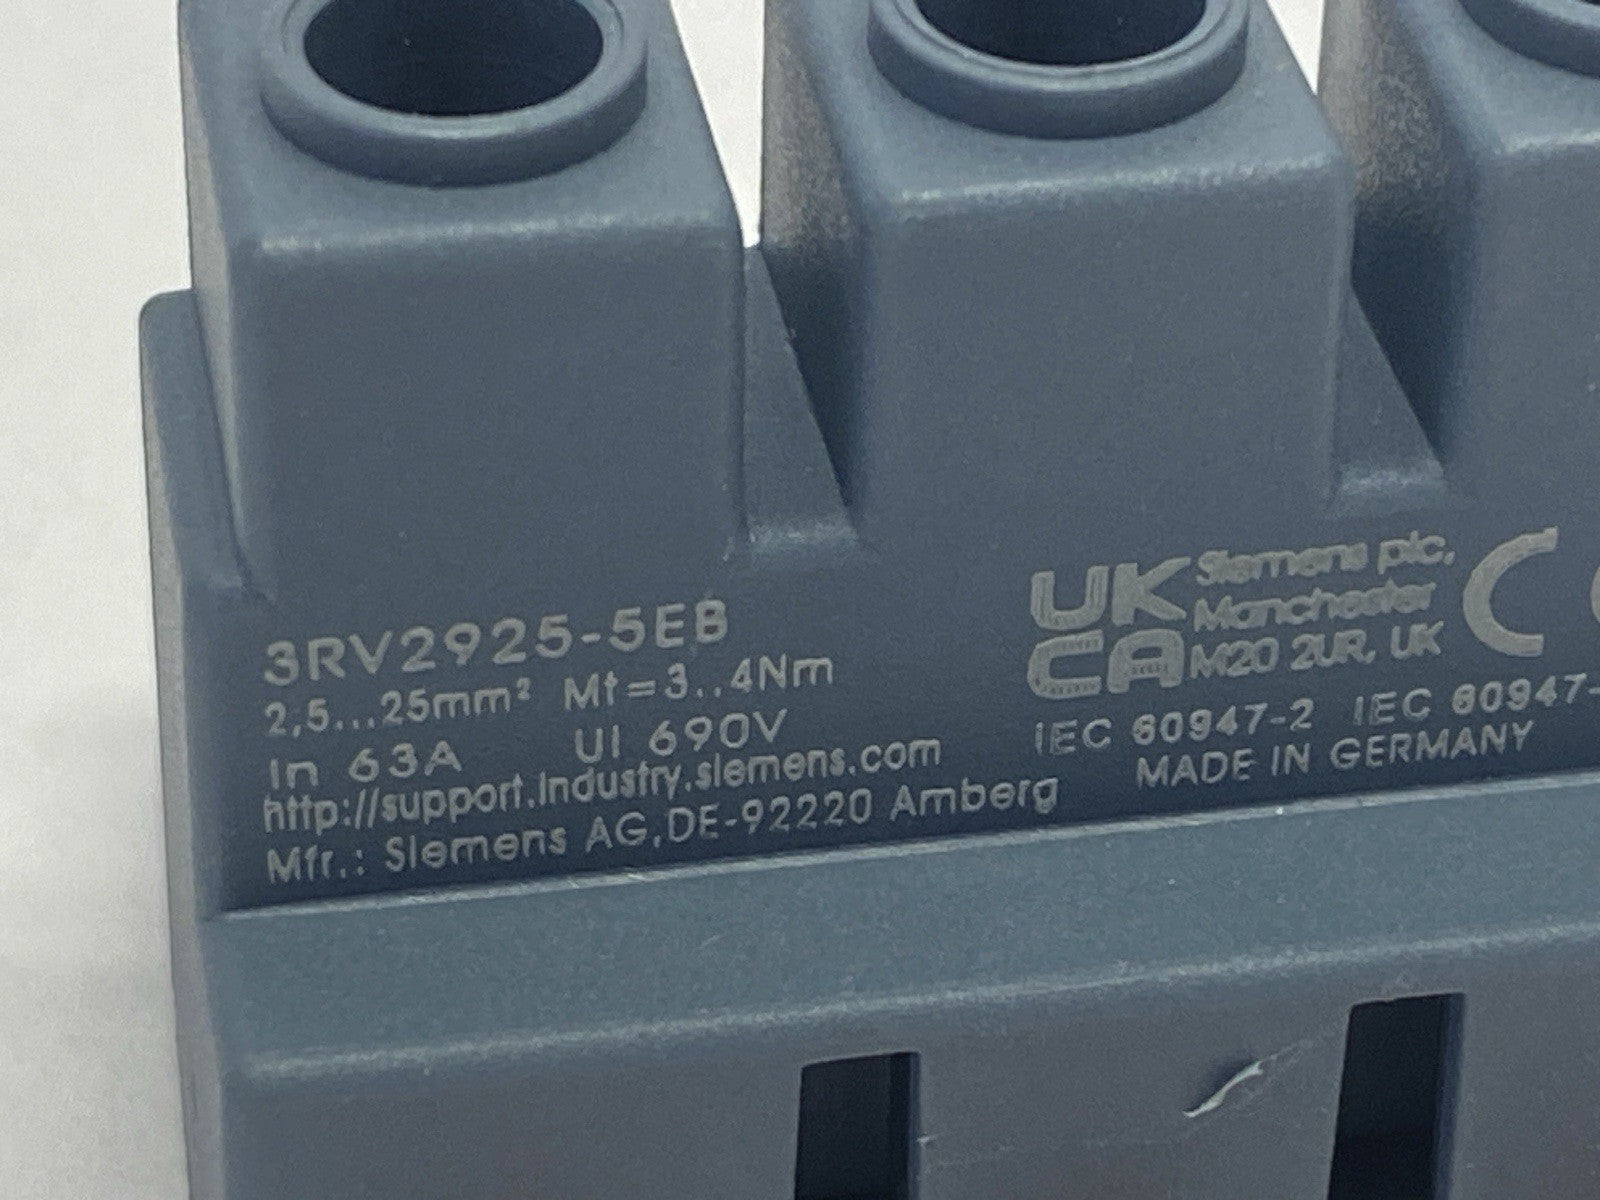 3RV2925-5EB
2,5...25mm² Mt=3..4Nm
In 63A UI 690V
http://support.industry.siemens.com
Mfr.: Siemens AG,DE-92220 Amberg
UK
CA
Siemens plc,
Manchester
M20 2UR, UK
IEC 60947-2 IEC 60947-
MADE IN GERMANY